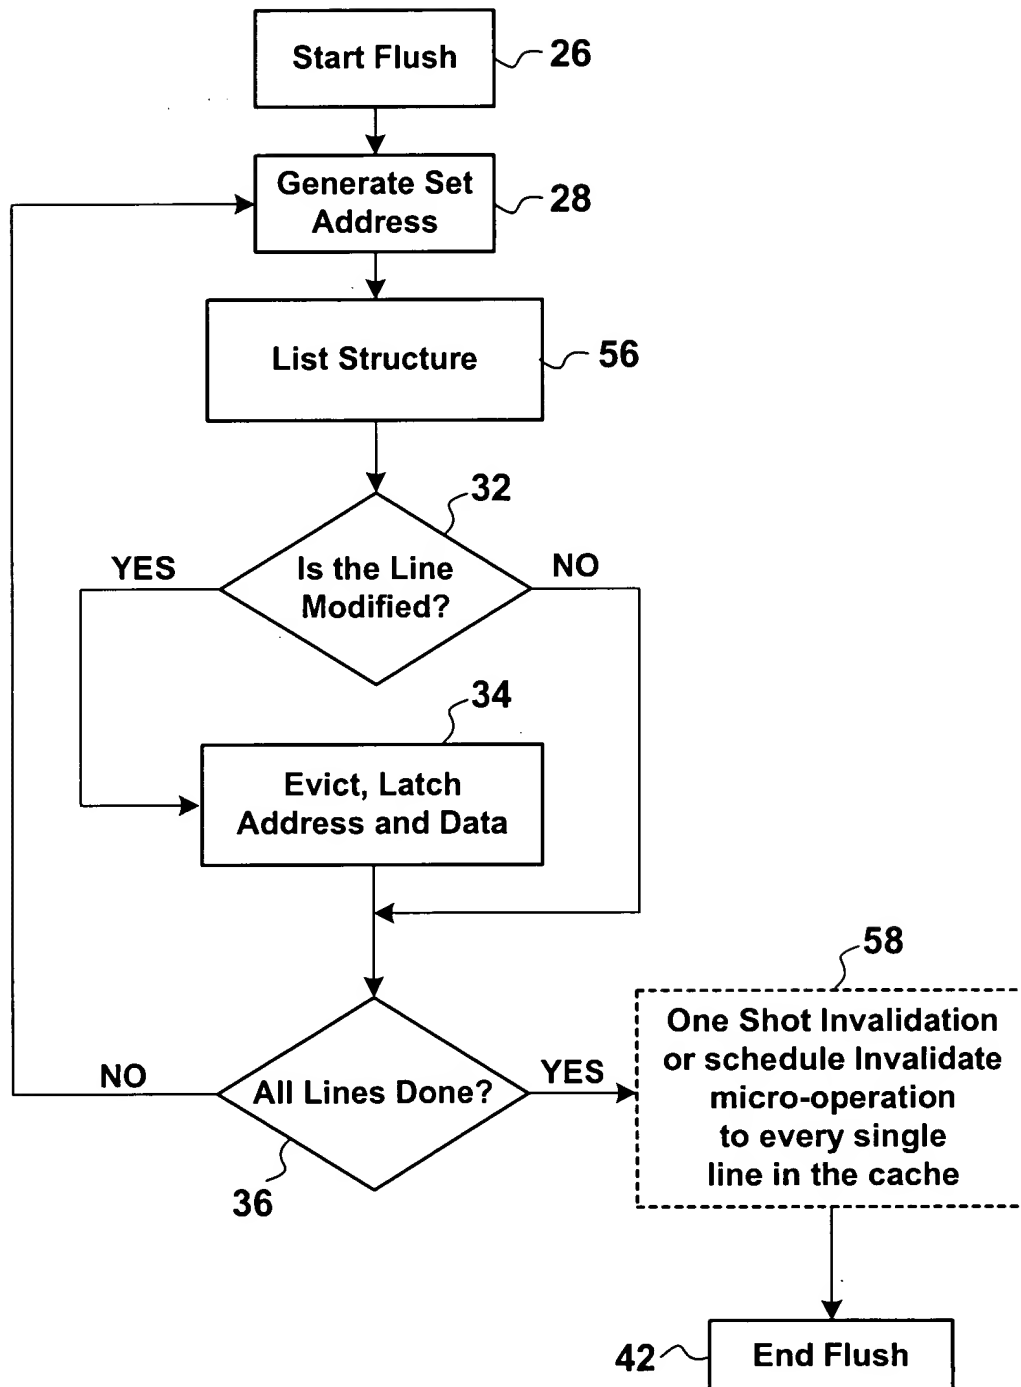 Start Flush
26
Generate Set
Address
28
List Structure
56
32
Is the Line
Modified?
YES
NO
34
Evict, Latch
Address and Data
All Lines Done?
NO
YES
36
58
One Shot Invalidation
or schedule Invalidate
micro-operation
to every single
line in the cache
42
End Flush